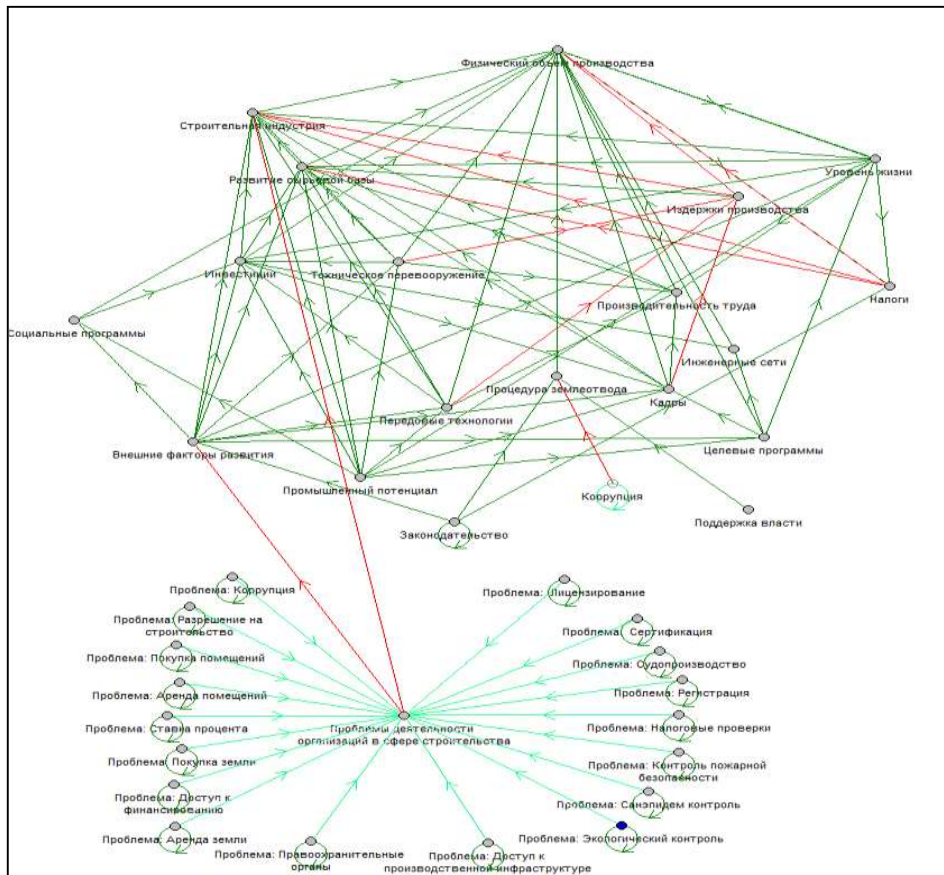 Физический объем производства
Строительная индустрия
Развитие сырьевой базы
Уровень жизни
Издержки производства
Инвестиции
Техническое перевооружение
Производительность труда
Налоги
Социальные программы
Инженерные сети
Процедура землеотвода
Кадры
Передовые технологии
Внешние факторы развития
Целевые программы
Промышленный потенциал
Коррупция
Законодательство
Поддержка власти
Проблема: Коррупция
Проблема: Лицензирование
Проблема: Разрешение на
строительство
Проблема: Сертификация
Проблема: Покупка помещений
Проблема: Судопроизводство
Проблема: Аренда помещений
Проблема: Регистрация
Проблема: Ставка процента
Проблемы деятельности
организаций в сфере строительства
Проблема: Налоговые проверки
Проблема: Покупка земли
Проблема: Контроль пожарной
безопасности
Проблема: Доступ к
финансированию
Проблема: Санэпидем контроль
Проблема: Аренда земли
Проблема: Экологический контроль
Проблема: Правоохранительные
органы
Проблема: Доступ к
производственной инфраструктуре